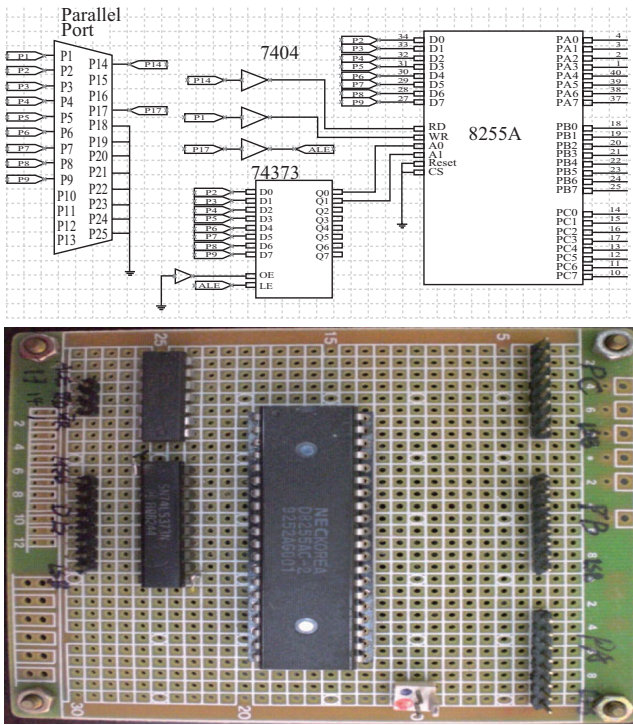 Parallel
Port
P1 P1
P2 P2
P3 P3
P4 P4
P5 P5
P6 P6
P7 P7
P8 P8
P9 P9
P10
P11
P12
P13
P14 P14
P15
P16
P17 P17
P18
P19
P20
P21
P22
P23
P24
P25
7404
P14
P1
P17 ALE
74373
P2 D0 Q0
P3 D1 Q1
P4 D2 Q2
P5 D3 Q3
P6 D4 Q4
P7 D5 Q5
P8 D6 Q6
P9 D7 Q7
OE
ALE LE
P2 34 D0
P3 33 D1
P4 32 D2
P5 31 D3
P6 30 D4
P7 29 D5
P8 28 D6
P9 27 D7
RD
WR
A0
A1
Reset
CS
8255A
PA0 4
PA1 3
PA2 2
PA3 1
PA4 40
PA5 39
PA6 38
PA7 37
PB0 18
PB1 19
PB2 20
PB3 21
PB4 22
PB5 23
PB6 24
PB7 25
PC0 14
PC1 15
PC2 16
PC3 17
PC4 13
PC5 12
PC6 11
PC7 10
25 15 5
2
4
6
8
10
12
NEC KOREA
D8255AC-2
30 20
PC
PB